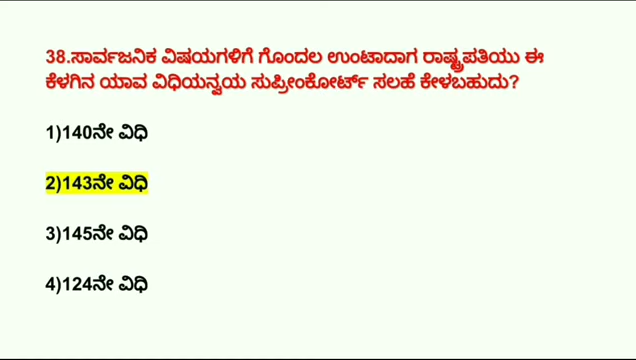 38.ಸಾರ್ವಜನಿಕ ವಿಷಯಗಳಿಗೆ ಗೊಂದಲ ಉಂಟಾದಾಗ ರಾಷ್ಟ್ರಪತಿಯು ಈ
ಕೆಳಗಿನ ಯಾವ ವಿಧಿಯನ್ವಯ ಸುಪ್ರೀಂಕೋರ್ಟ್ ಸಲಹೆ ಕೇಳಬಹುದು?
1)140ನೇ ವಿಧಿ
2)143ನೇ ವಿಧಿ
3)145ನೇ ವಿಧಿ
4)124ನೇ ವಿಧಿ